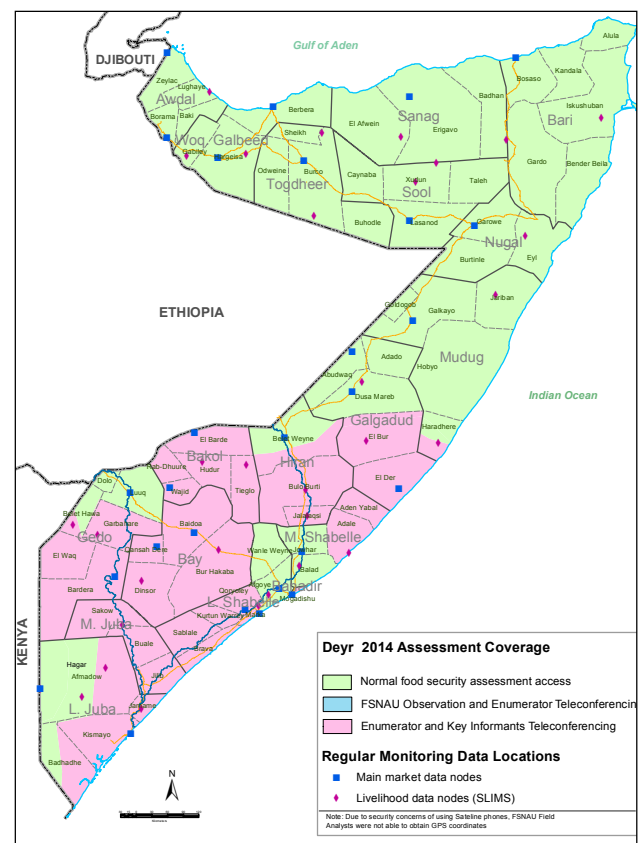 DJIBOUTI
Gulf of Aden
Alula
Kandala
Bosaso
Zeylac
Lughaye
Badhan
Iskushuban
Awdal
Sanag
Bari
Borama
Baki
Berbera
El Afwein
Erigavo
Woq. Galbeed
Sheikh
Gabiley
Hargeisa
Gardo
Bender Beila
Odweine
Burco
Caynaba
Xudun
Taleh
Togdheer
Sool
Buhodle
Lasanod
Garowe
Nugal
Burtinle
Eyl
ETHIOPIA
Goldogob
Galkayo
Jariban
Adado
Mudug
Abudwaq
Hobyo
Dusa Mareb
Indian Ocean
Galgadud
Haradhere
El Barde
Belet Weyne
El Bur
Bakol
Hiran
Rab-Dhuure
Hudur
Dolo
Luuq
Wajid
Tieglo
Bulo Burti
El Der
Belet Hawa
Garbahare
Jalalaqsi
Aden Yabal
Gedo
Baidoa
M. Shabelle
Adale
El Waq
Qansah Dere
Bay
Wanle Weyne
Jowhar
Bur Hakaba
Balad
Bardera
Dinsor
Afgoye
Banadir
Qoryoley
Mogadishu
Sakow
L. Shabelle
M. Juba
Kurtun Warrey
Marka
KENYA
Buale
Sablale
Brava
Hagar
Afmadow
Jilib
L. Juba
Jamame
Kismayo
Badhadhe
N
Kilometers
Deyr 2014 Assessment Coverage
Normal food security assessment access
FSNAU Observation and Enumerator Teleconferencin
Enumerator and Key Informants Teleconferencing
Regular Monitoring Data Locations
Main market data nodes
Livelihood data nodes (SLIMS)
Note: Due to security concerns of using Sateline phones, FSNAU Field
Analysts were not able to obtain GPS coordinates